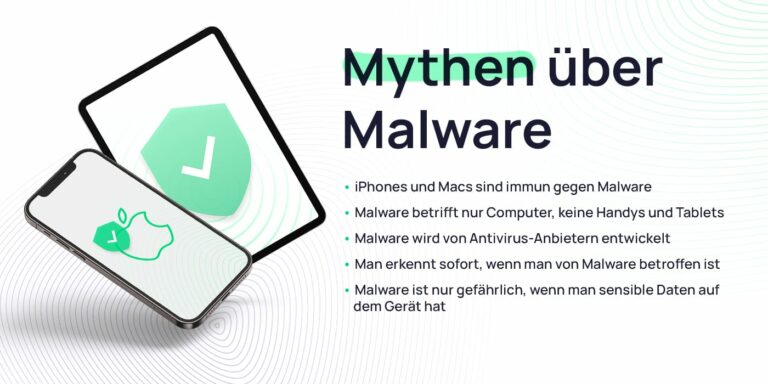 Mythen über
Malware
• iPhones und Macs sind immun gegen Malware
• Malware betrifft nur Computer, keine Handys und Tablets
• Malware wird von Antivirus-Anbietern entwickelt
• Man erkennt sofort, wenn man von Malware betroffen ist
• Malware ist nur gefährlich, wenn man sensible Daten auf
dem Gerät hat